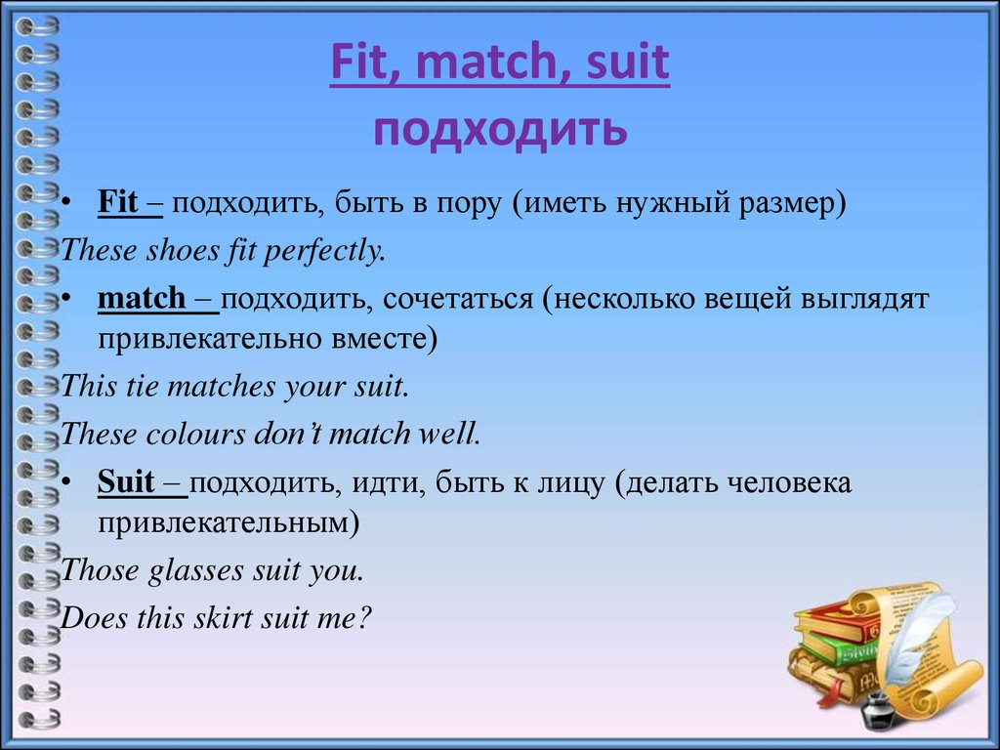 Fit, match, suit
подходить
• Fit – подходить, быть в пору (иметь нужный размер)
These shoes fit perfectly.
• match – подходить, сочетаться (несколько вещей выглядят
привлекательно вместе)
This tie matches your suit.
These colours don’t match well.
• Suit – подходить, идти, быть к лицу (делать человека
привлекательным)
Those glasses suit you.
Does this skirt suit me?